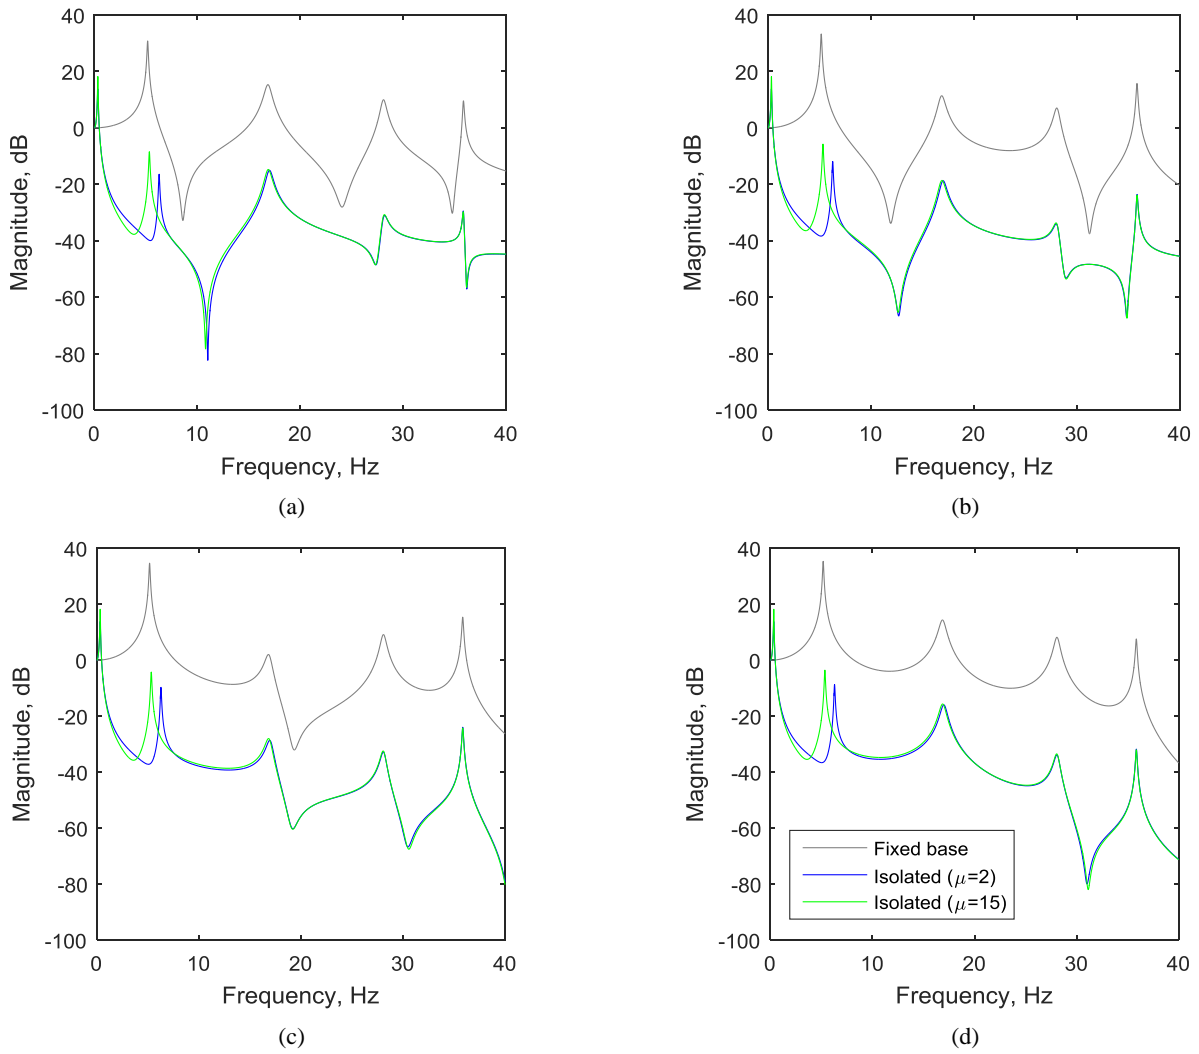 40
20
0
-20
-40
-60
-80
-100
Magnitude, dB
0 10 20 30 40
Frequency, Hz
(a)
40
20
0
-20
-40
-60
-80
-100
Magnitude, dB
0 10 20 30 40
Frequency, Hz
(b)
40
20
0
-20
-40
-60
-80
-100
Magnitude, dB
0 10 20 30 40
Frequency, Hz
(c)
40
20
0
-20
-40
-60
-80
-100
Magnitude, dB
Fixed base
Isolated (μ=2)
Isolated (μ=15)
0 10 20 30 40
Frequency, Hz
(d)